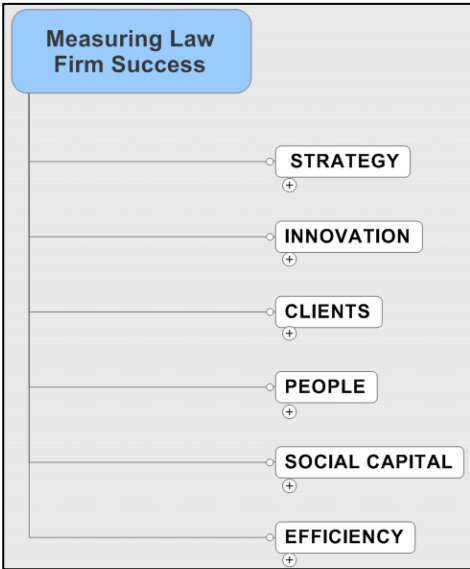 Measuring Law
Firm Success
STRATEGY
INNOVATION
CLIENTS
PEOPLE
SOCIAL CAPITAL
EFFICIENCY